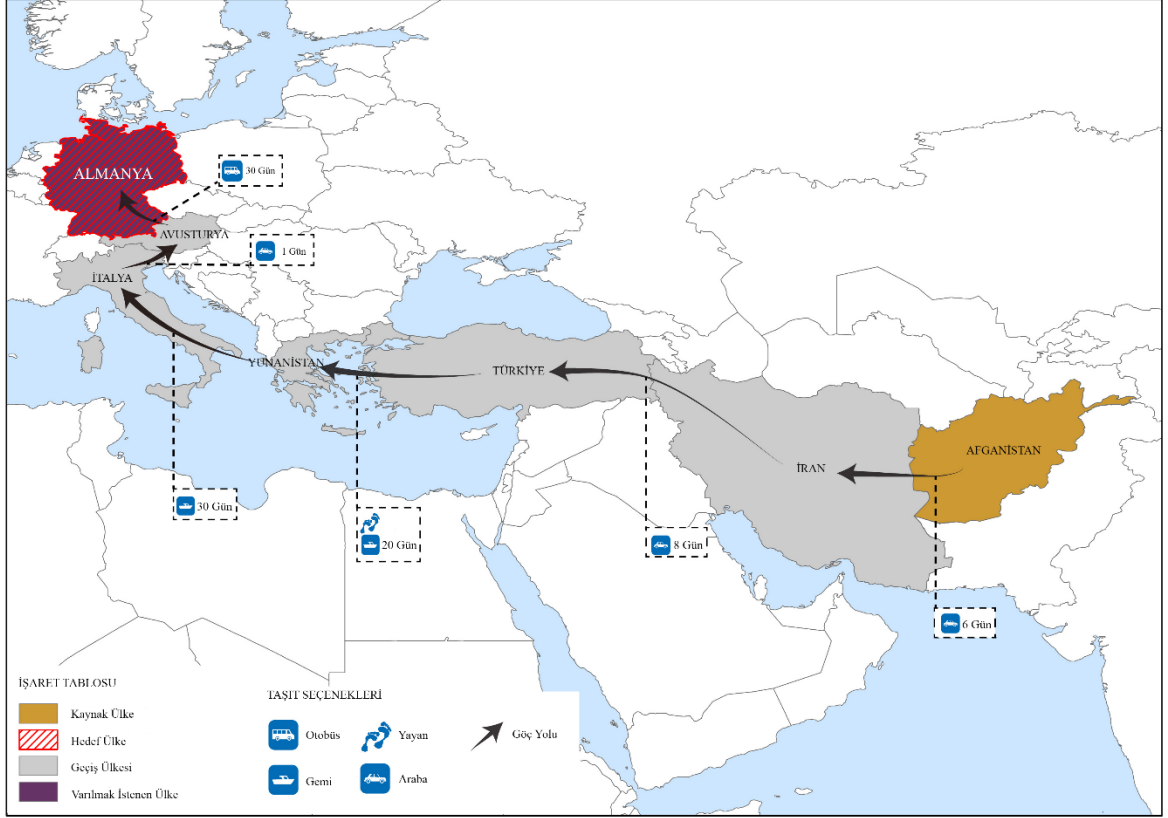 ALMANYA
30 Gün
AVUSTURYA
1 Gün
İTALYA
YUNANİSTAN
TÜRKİYE
AFGANİSTAN
İRAN
30 Gün
20 Gün
8 Gün
6 Gün
İŞARET TABLOSU
Kaynak Ülke
Hedef Ülke
Geçiş Ülkesi
Varılmak İstenen Ülke
TAŞIT SEÇENEKLERİ
Otobüs
Yayan
Gemi
Araba
Göç Yolu